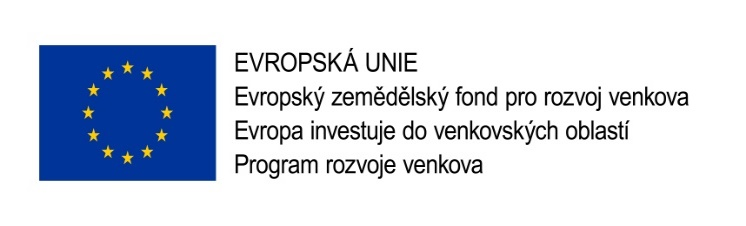 EVROPSKÁ UNIE
Evropský zemědělský fond pro rozvoj venkova
Evropa investuje do venkovských oblastí
Program rozvoje venkova